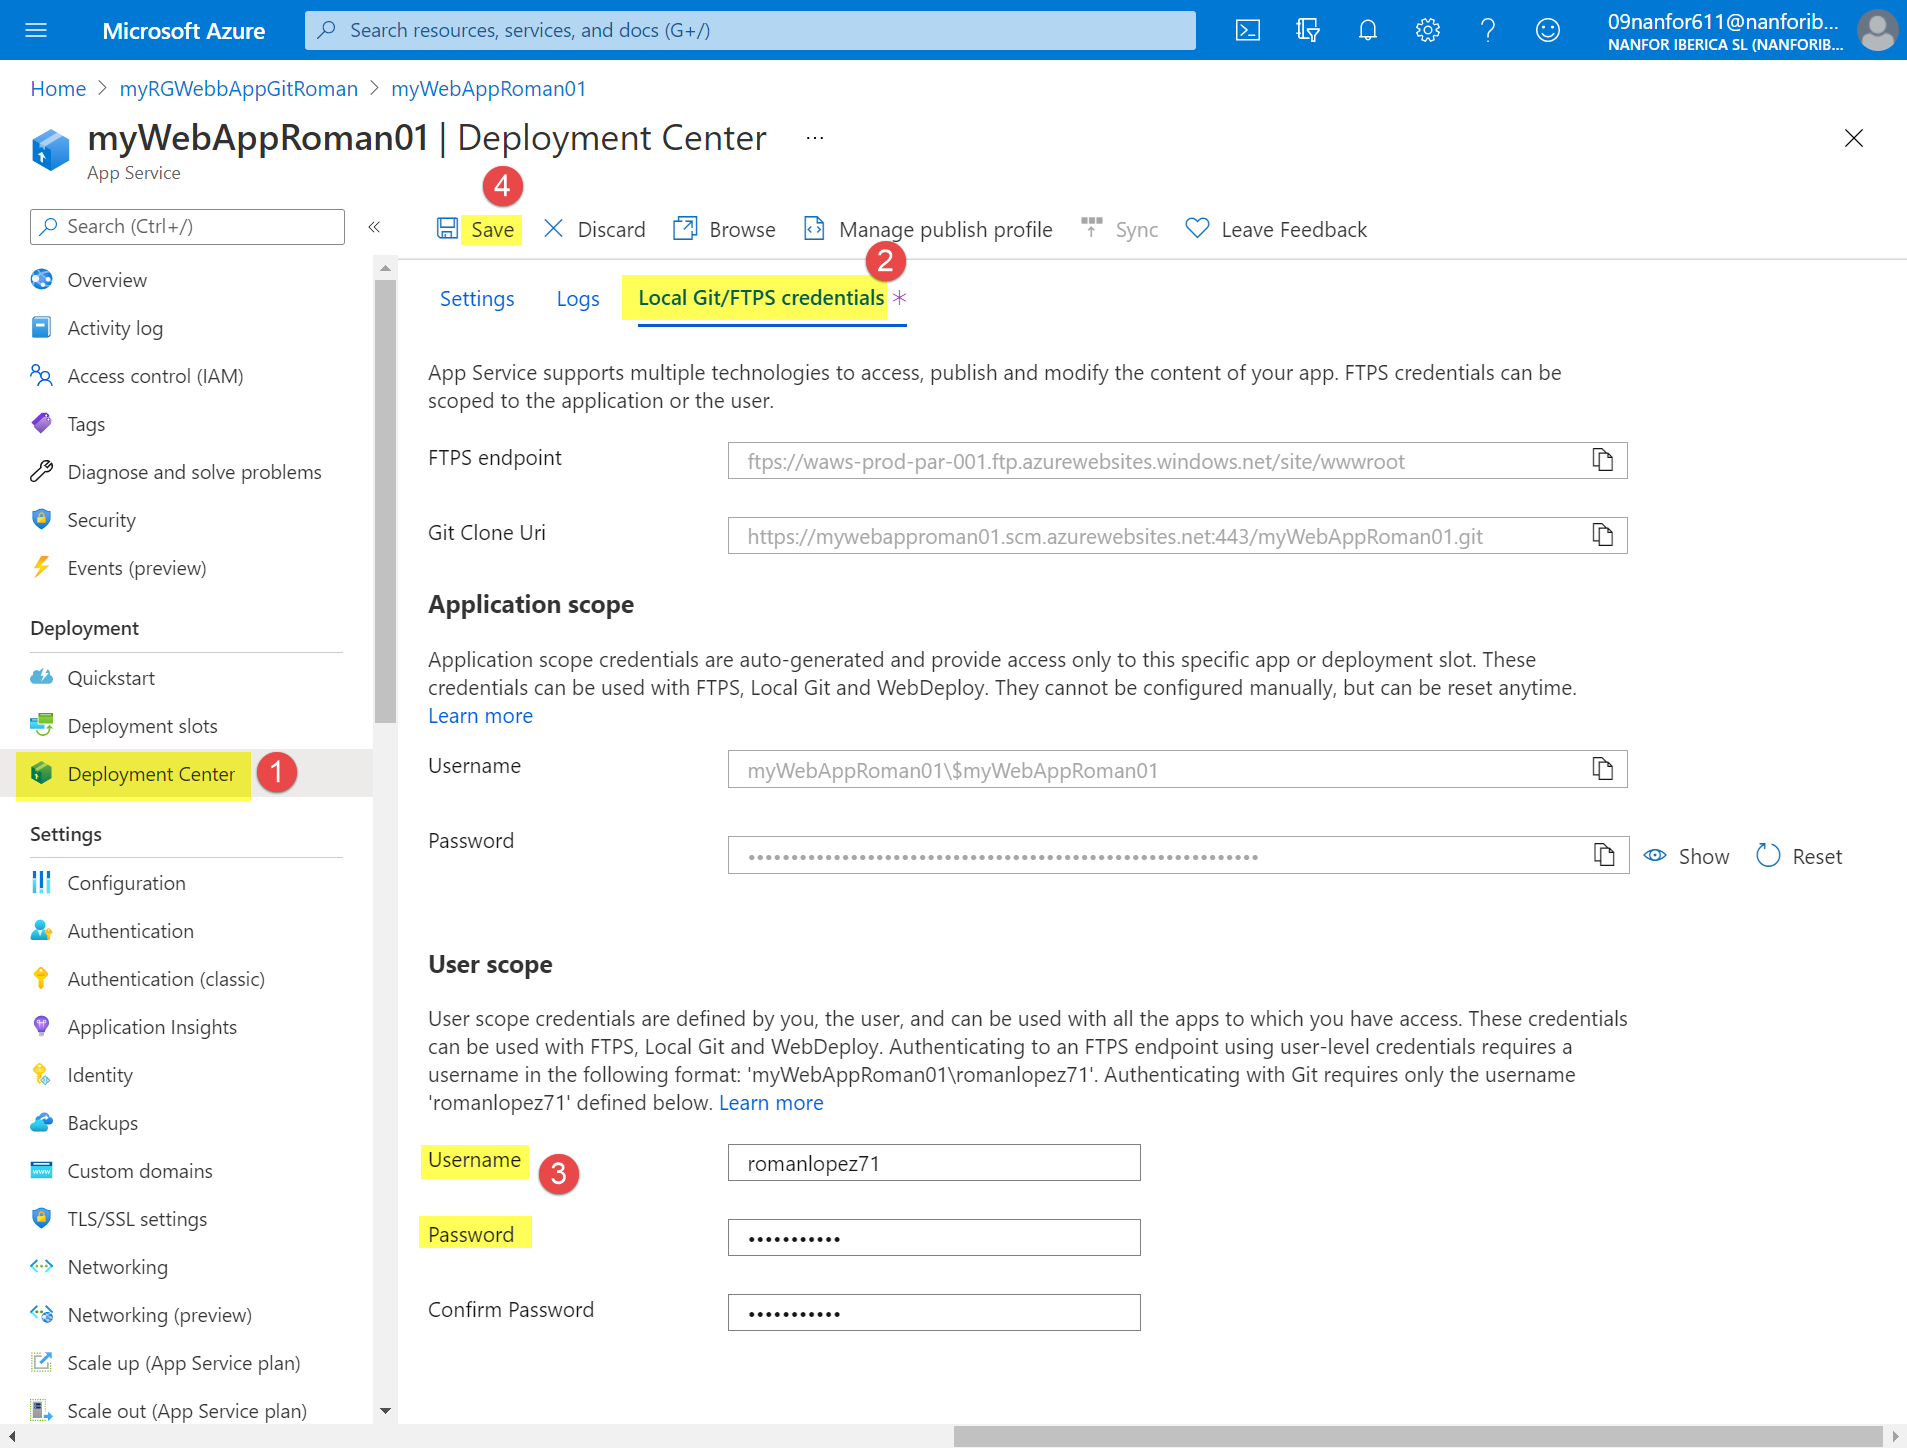 Microsoft Azure
Search resources, services, and docs (G+/)
09nanfor611@nanforib...
NANFOR IBERICA SL (NANFORIB...
Home > myRGWebbAppGitRoman > myWebAppRoman01
myWebAppRoman01 | Deployment Center ...
App Service
4
Search (Ctrl+/)
«
Save
Discard
Browse
Manage publish profile
Sync
Leave Feedback
2
Overview
Activity log
Access control (IAM)
Tags
Diagnose and solve problems
Security
Events (preview)
Deployment
Quickstart
Deployment slots
Deployment Center
1
Settings
Configuration
Authentication
Authentication (classic)
Application Insights
Identity
Backups
Custom domains
TLS/SSL settings
Networking
Networking (preview)
Scale up (App Service plan)
Scale out (App Service plan)
Settings
Logs
Local Git/FTPS credentials *
App Service supports multiple technologies to access, publish and modify the content of your app. FTPS credentials can be
scoped to the application or the user.
FTPS endpoint
ftps://waws-prod-par-001.ftp.azurewebsites.windows.net/site/wwwroot
Git Clone Uri
https://mywebapproman01.scm.azurewebsites.net:443/myWebAppRoman01.git
Application scope
Application scope credentials are auto-generated and provide access only to this specific app or deployment slot. These
credentials can be used with FTPS, Local Git and WebDeploy. They cannot be configured manually, but can be reset anytime.
Learn more
Username
myWebAppRoman01\$myWebAppRoman01
Password
Show
Reset
User scope
User scope credentials are defined by you, the user, and can be used with all the apps to which you have access. These credentials
can be used with FTPS, Local Git and WebDeploy. Authenticating to an FTPS endpoint using user-level credentials requires a
username in the following format: 'myWebAppRoman01\romanlopez71'. Authenticating with Git requires only the username
'romanlopez71' defined below. Learn more
Username
3
romanlopez71
Password
Confirm Password